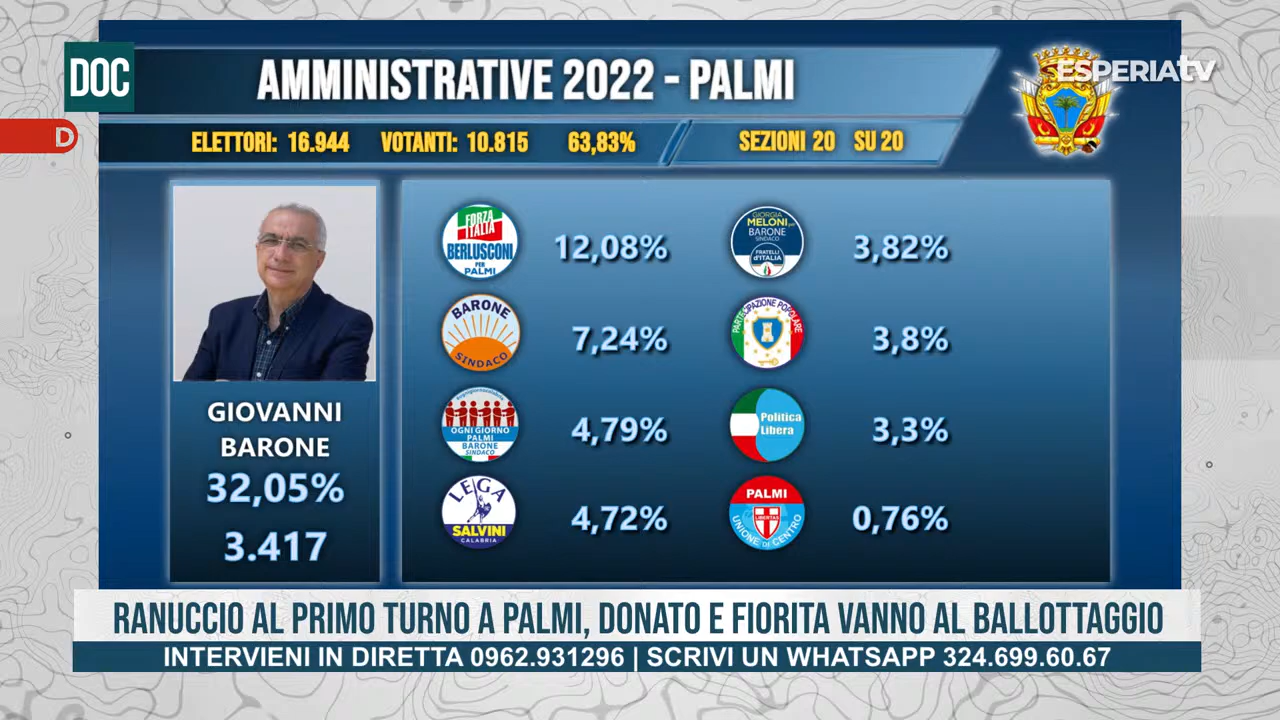 DOC
D
ESPERIATV
AMMINISTRATIVE 2022 - PALMI
ELETTORI: 16.944 VOTANTI: 10.815 63,83% SEZIONI 20 SU 20
GIOVANNI
BARONE
32,05%
3.417
FORZA
ITALIA
BERLUSCONI
PER
PALMI
12,08%
BARONE
SINDACO
7,24%
OGNI GIORNO
PALMI
BARONE
SINDACO
4,79%
LEGA
SALVINI
CALABRIA
4,72%
GIORGIA
MELONI per
BARONE
SINDACO
FRATELLI
d'ITALIA
3,82%
PARTECIPAZIONE POPOLARE
3,8%
Politica
Libera
3,3%
PALMI
LIBERTAS
UNIONE DI CENTRO
0,76%
RANUCCIO AL PRIMO TURNO A PALMI, DONATO E FIORITA VANNO AL BALLOTTAGGIO
INTERVIENI IN DIRETTA 0962.931296 | SCRIVI UN WHATSAPP 324.699.60.67